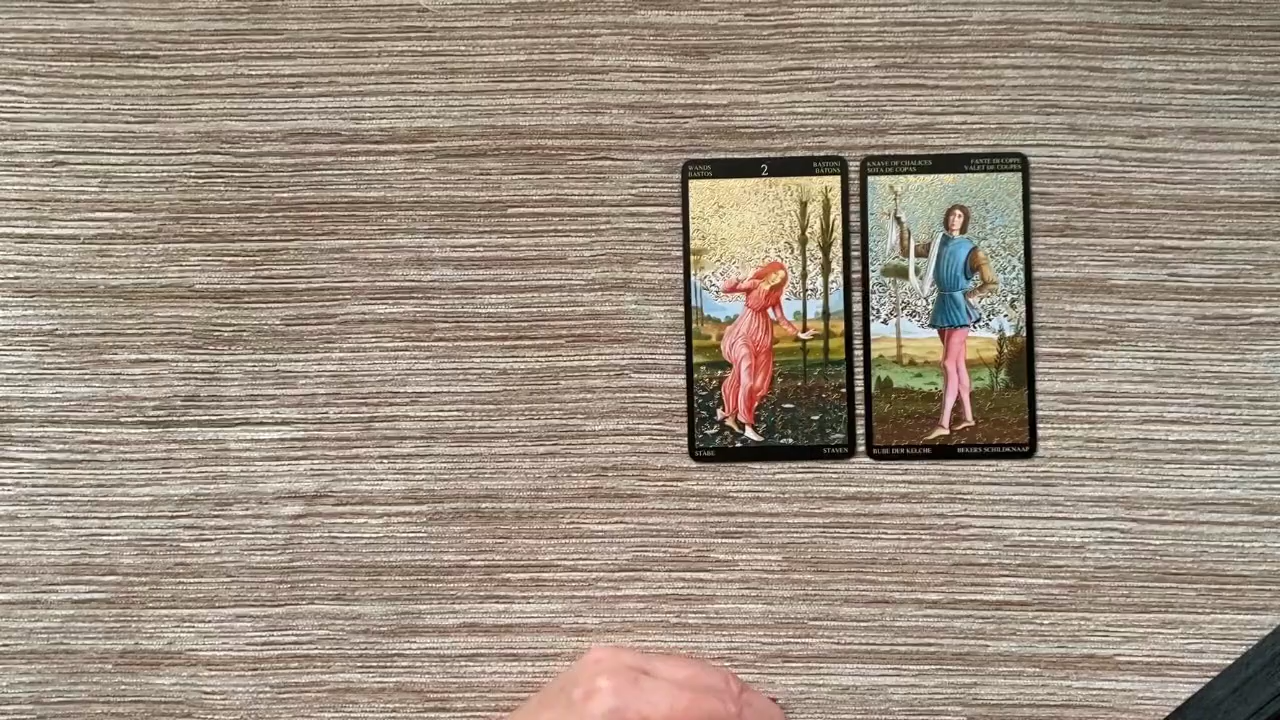 WANDS 2 BASTONI
BASTOS BÂTONS
STÄBE STAVEN
KNAVE OF CHALICES FANTE DI COPPE
SOTA DE COPAS VALET DE COUPES
BUBE DER KELCHE BEKERS SCHILDKNAAP